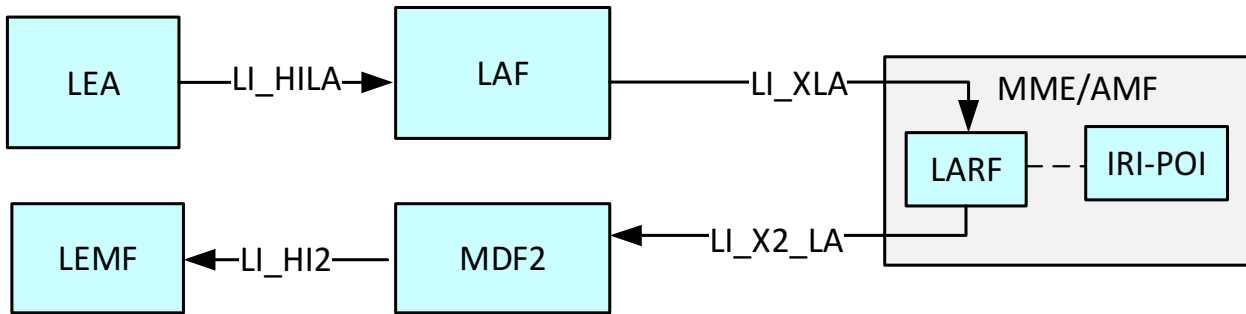 LEA
LI_HILA
LAF
LI_XLA
MME/AMF
LARF
IRI-POI
LEMF
LI_HI2
MDF2
LI_X2_LA